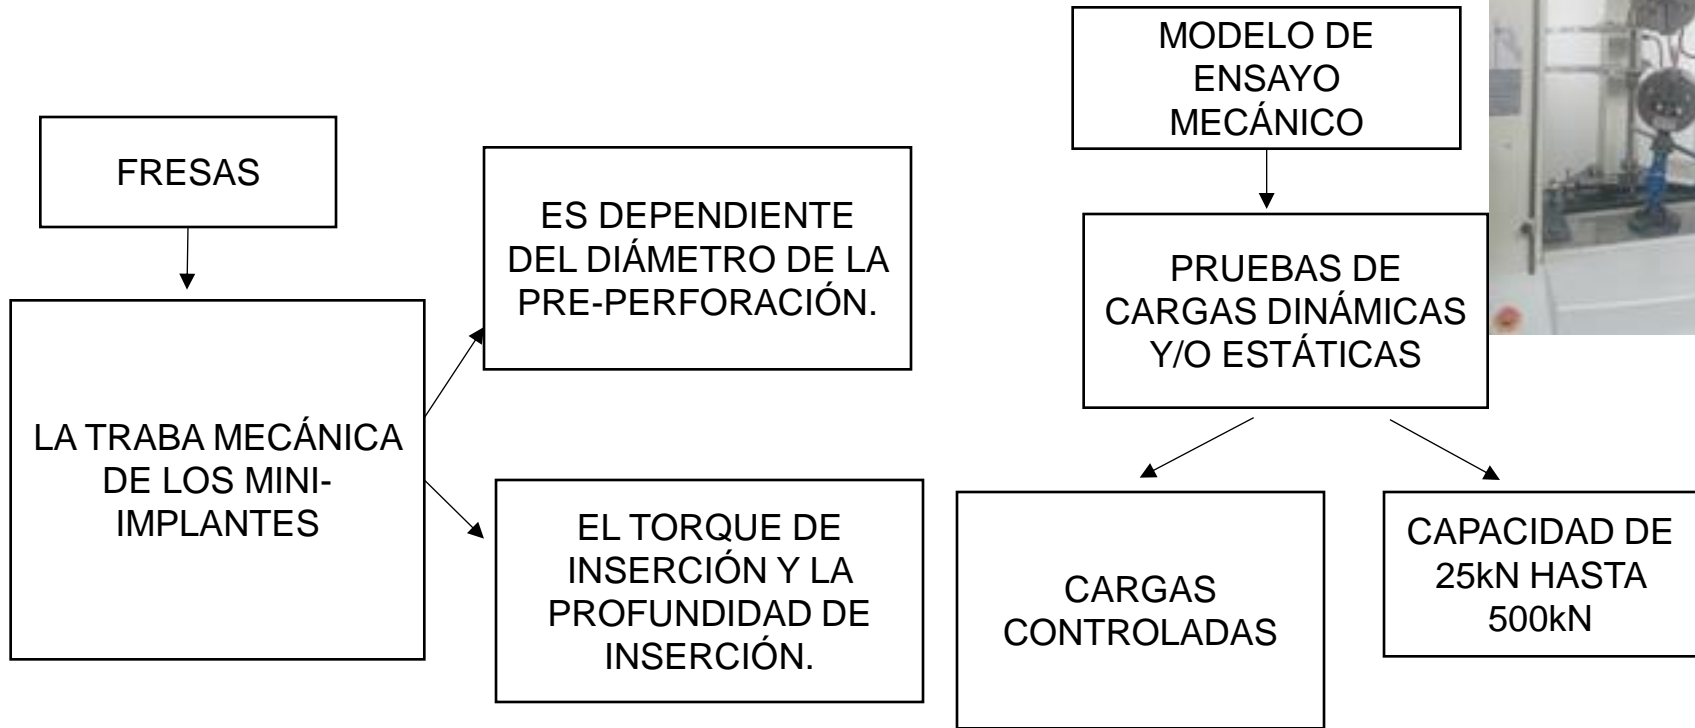 FRESAS
LA TRABA MECÁNICA
DE LOS MINI-
IMPLANTES
ES DEPENDIENTE
DEL DIÁMETRO DE LA
PRE-PERFORACIÓN.
EL TORQUE DE
INSERCIÓN Y LA
PROFUNDIDAD DE
INSERCIÓN.
MODELO DE
ENSAYO
MECÁNICO
PRUEBAS DE
CARGAS DINÁMICAS
Y/O ESTÁTICAS
CARGAS
CONTROLADAS
CAPACIDAD DE
25kN HASTA
500kN